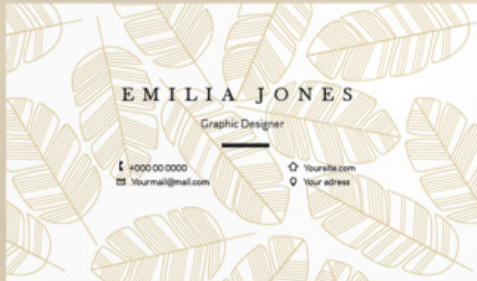 EMILIA JONES
Graphic Designer
+000 00 0000
Yourmail@mail.com
Yoursite.com
Your adress